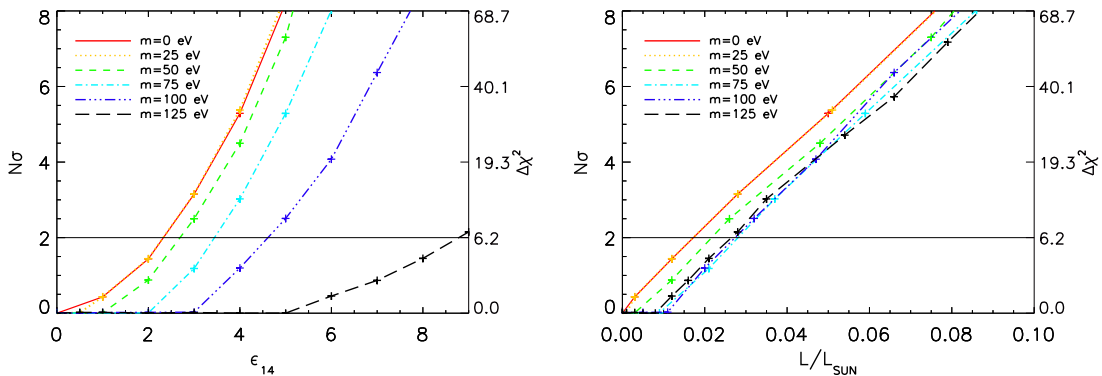 8
6
4
2
0
Nσ
m=0 eV
m=25 eV
m=50 eV
m=75 eV
m=100 eV
m=125 eV
68.7
40.1
19.3
6.2
0.0
Δχ²
0 2 4 6 8
ϵ₁₄
8
6
4
2
0
Nσ
m=0 eV
m=25 eV
m=50 eV
m=75 eV
m=100 eV
m=125 eV
68.7
40.1
19.3
6.2
0.0
Δχ²
0.00 0.02 0.04 0.06 0.08 0.10
L/L_SUN